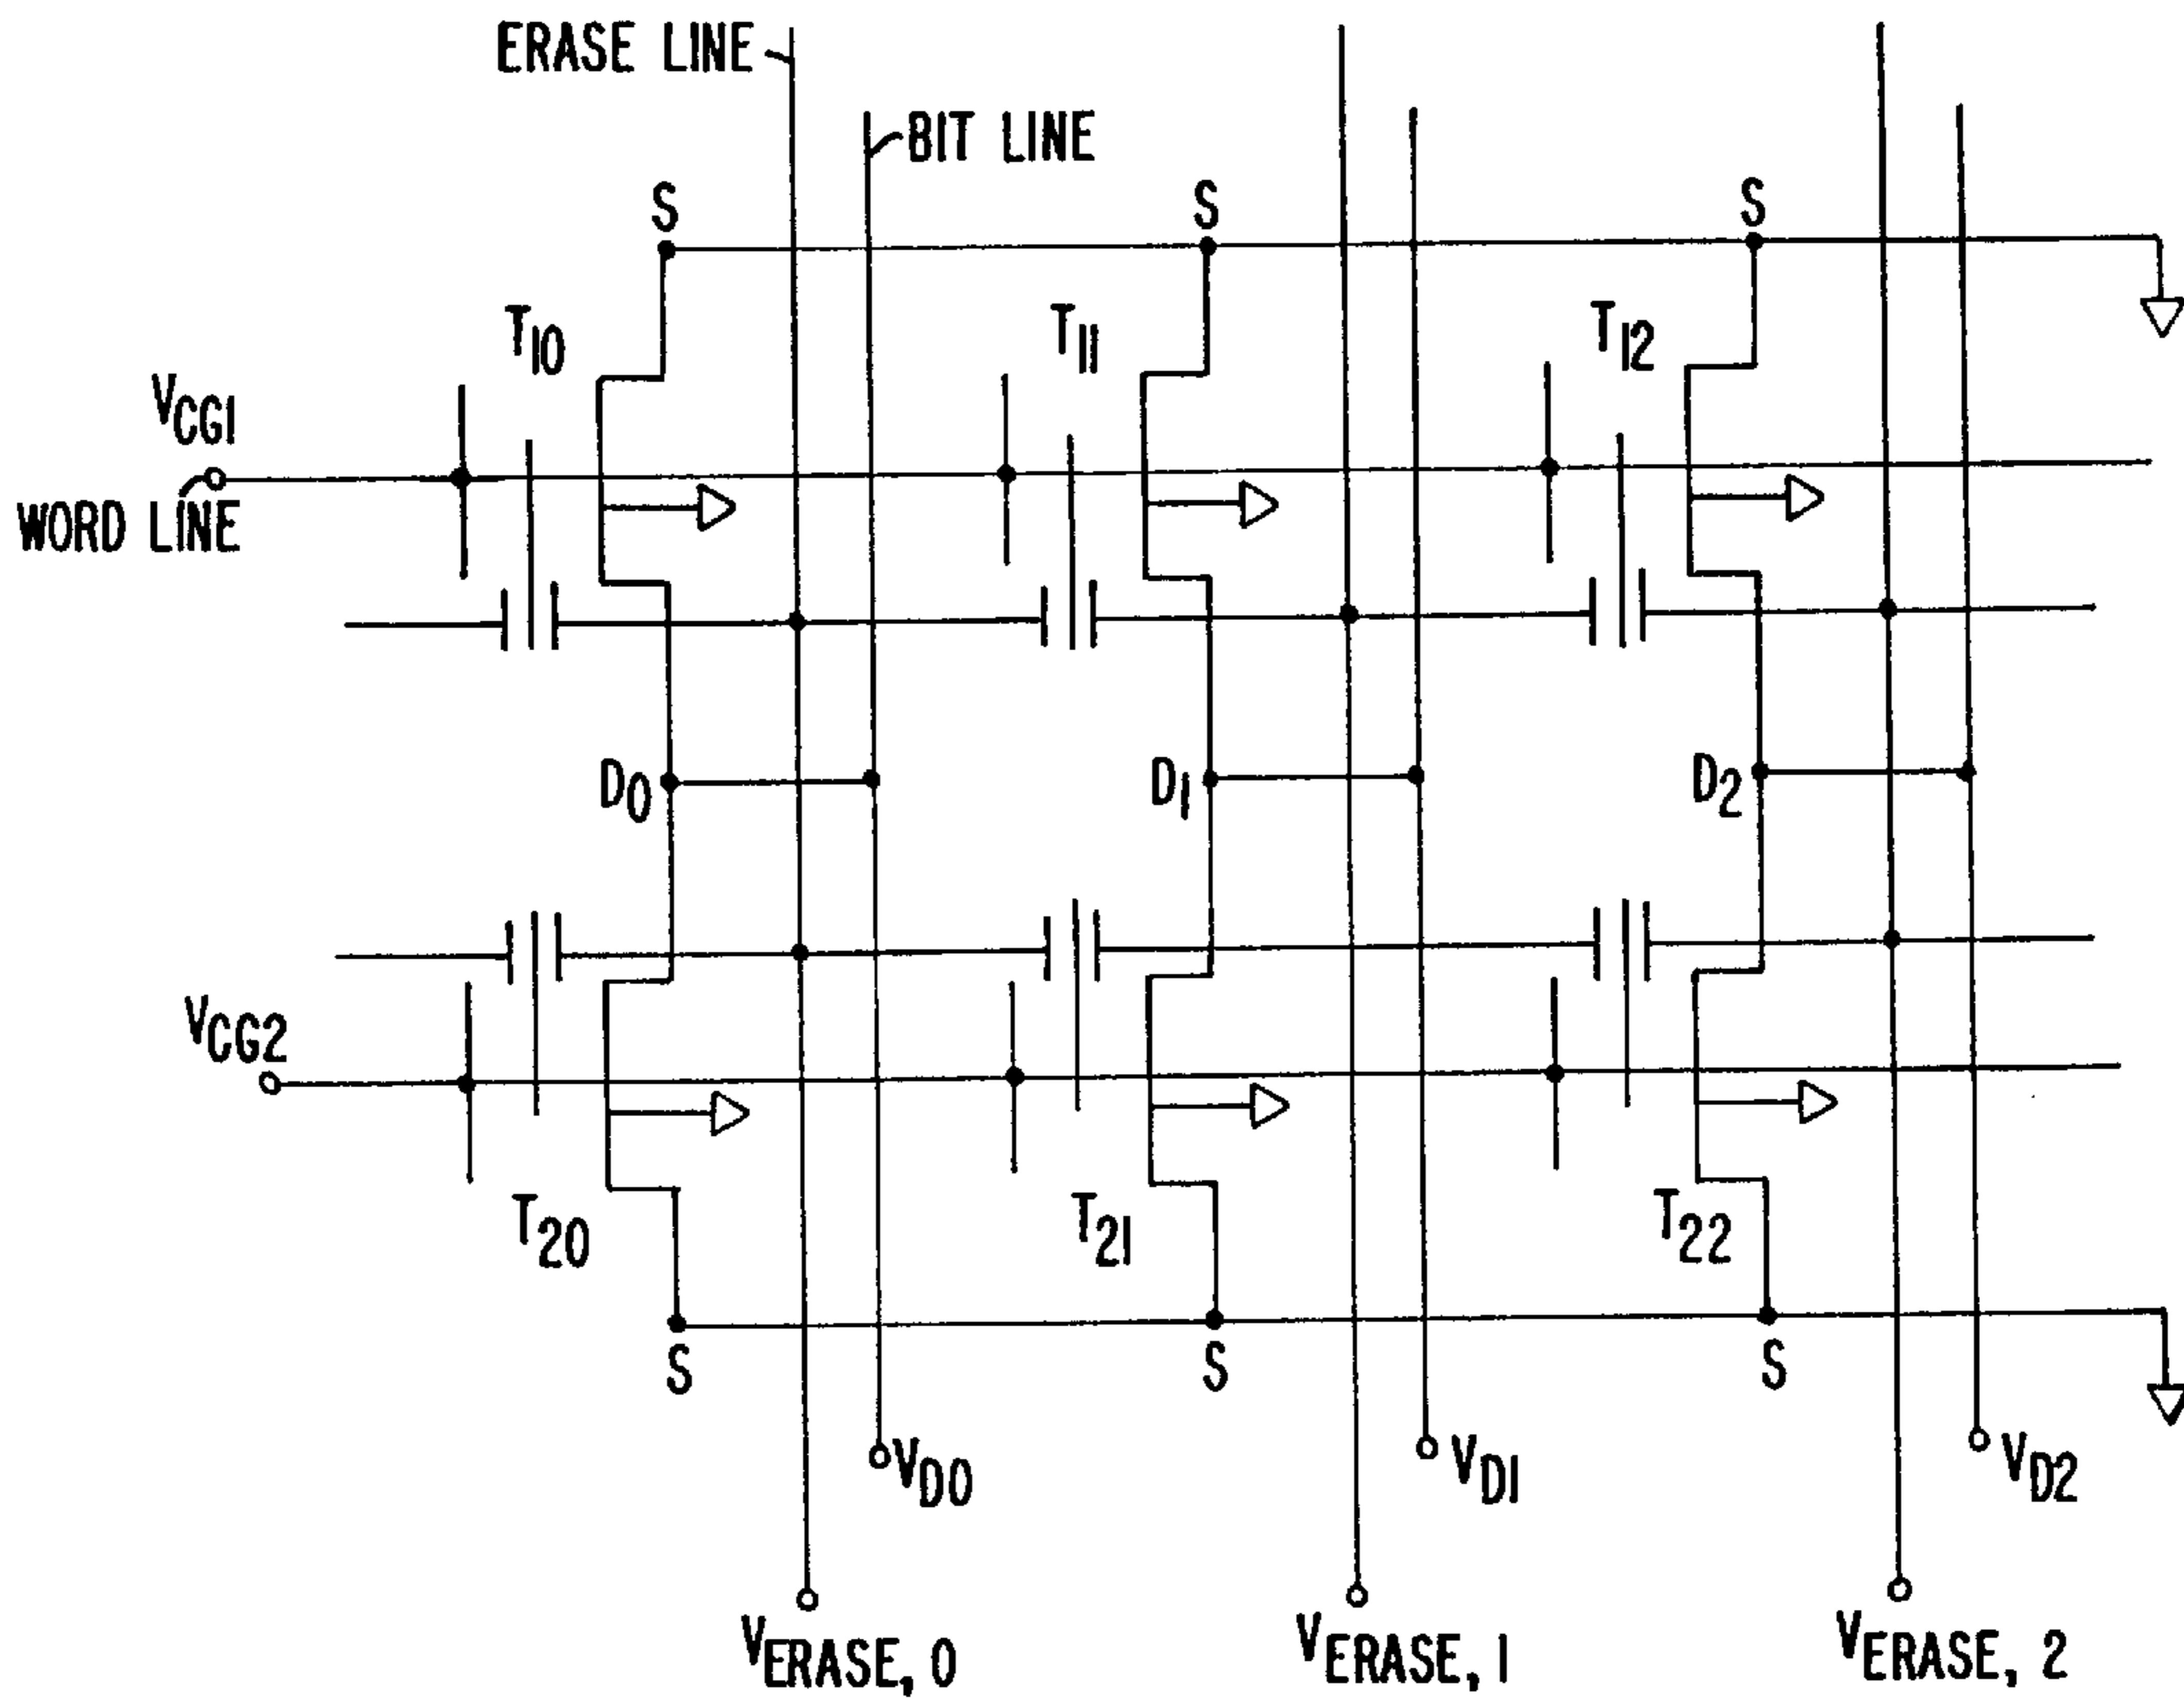 ERASE LINE
BIT LINE
S S S
T10 T11 T12
VCG1
WORD LINE
D0 D1 D2
VCG2
T20 T21 T22
S S S
VD0 VD1 VD2
VERASE, 0 VERASE, 1 VERASE, 2